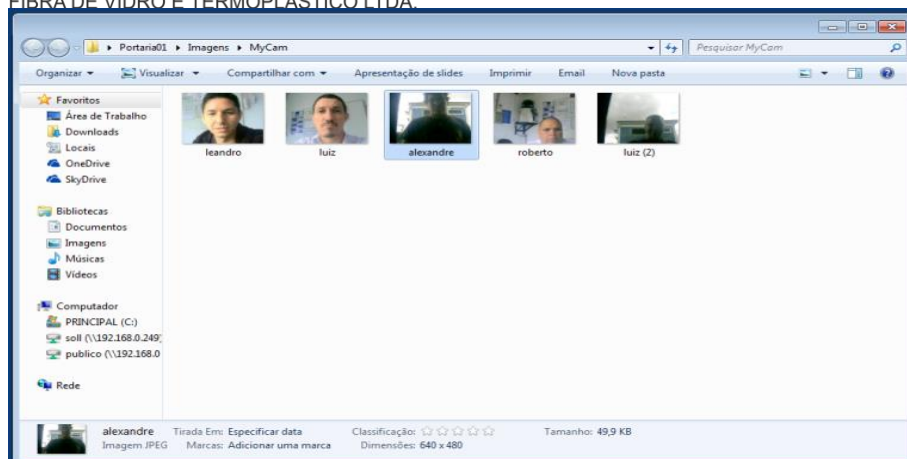 FIBRA DE VIDRO E TERMOPLASTICO LTDA.
Portaria01 ▸ Imagens ▸ MyCam
Pesquisar MyCam
Organizar Visualizar Compartilhar com Apresentação de slides Imprimir Email Nova pasta
Favoritos
Área de Trabalho
Downloads
Locais
OneDrive
SkyDrive
Bibliotecas
Documentos
Imagens
Músicas
Vídeos
Computador
PRINCIPAL (C:)
soll (\\192.168.0.249)
publico (\\192.168.0
Rede
leandro luiz alexandre roberto luiz (2)
alexandre Tirada Em: Especificar data Classificação: ☆☆☆☆☆ Tamanho: 49,9 KB
Imagem JPEG Marcas: Adicionar uma marca Dimensões: 640 x 480